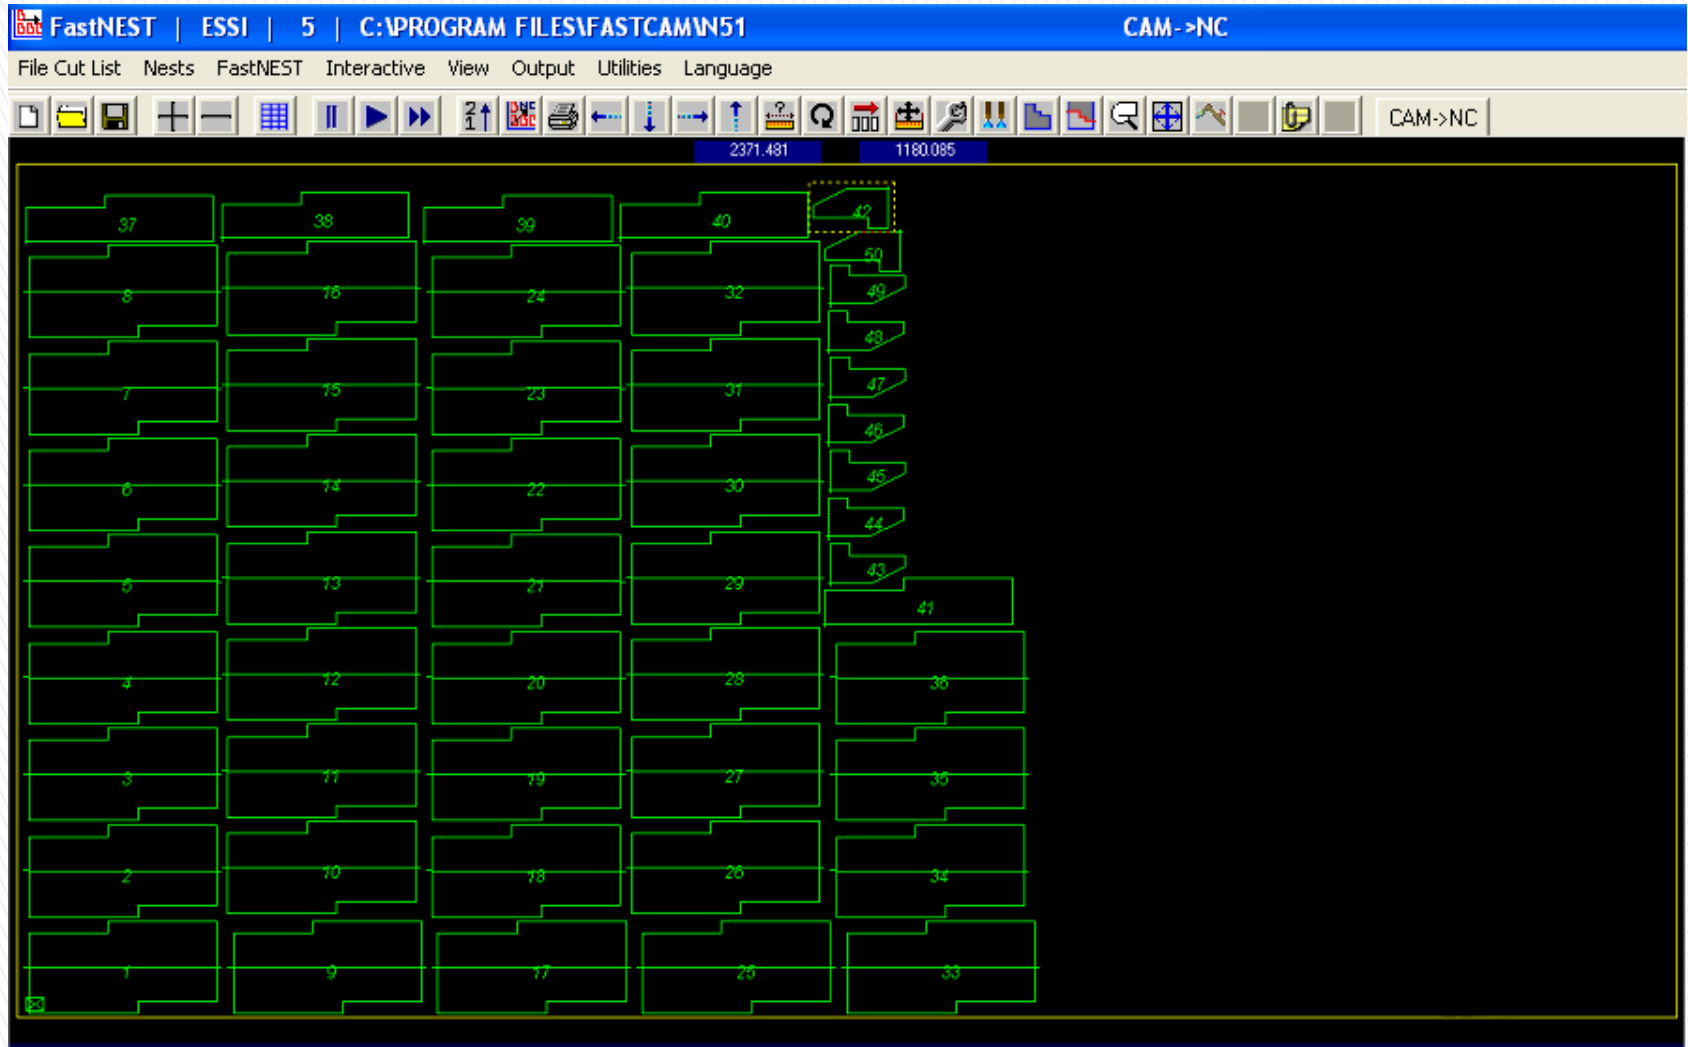 FastNEST | ESSI | 5 | C:\PROGRAM FILES\FASTCAM\N51 CAM->NC
File Cut List Nests FastNEST Interactive View Output Utilities Language
CAM->NC
2371.481 1180.085
37 38 39 40 42
50
8 16 24 32 49
48
7 15 23 31 47
46
6 14 22 30 45
44
5 13 21 29 43
41
4 12 20 28 36
3 11 19 27 35
2 10 18 26 34
1 9 17 25 33